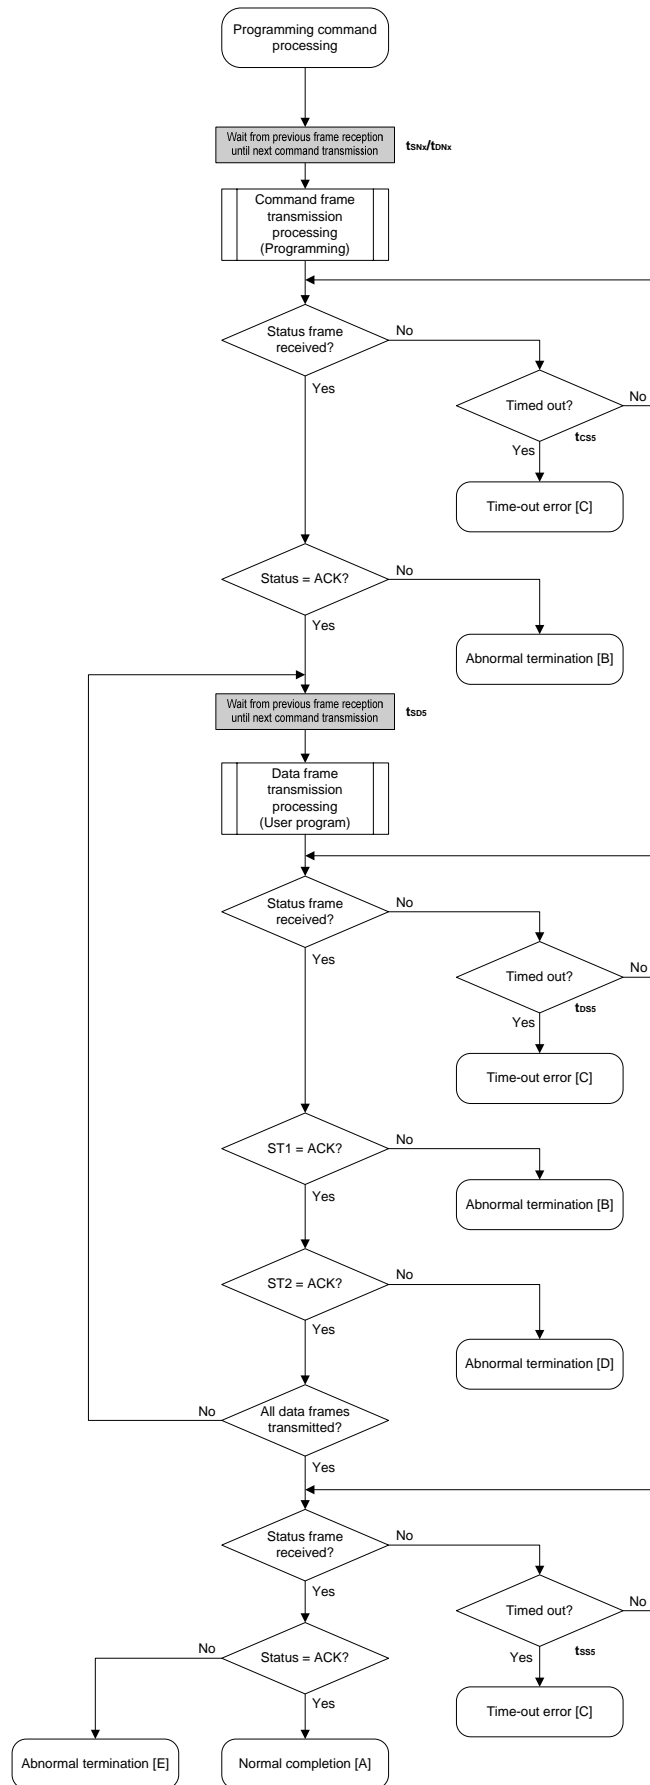 Programming command
processing
Wait from previous frame reception
until next command transmission
tSNx/tDNx
Command frame
transmission
processing
(Programming)
Status frame
received?
No
Yes
Timed out?
No
tCS5
Yes
Time-out error [C]
Status = ACK?
No
Yes
Abnormal termination [B]
Wait from previous frame reception
until next command transmission
tSD5
Data frame
transmission
processing
(User program)
Status frame
received?
No
Yes
Timed out?
No
tDS5
Yes
Time-out error [C]
ST1 = ACK?
No
Yes
Abnormal termination [B]
ST2 = ACK?
No
Yes
Abnormal termination [D]
No
All data frames
transmitted?
Yes
Status frame
received?
No
Yes
Timed out?
No
tSS5
Yes
Time-out error [C]
No
Status = ACK?
Yes
Abnormal termination [E]
Normal completion [A]